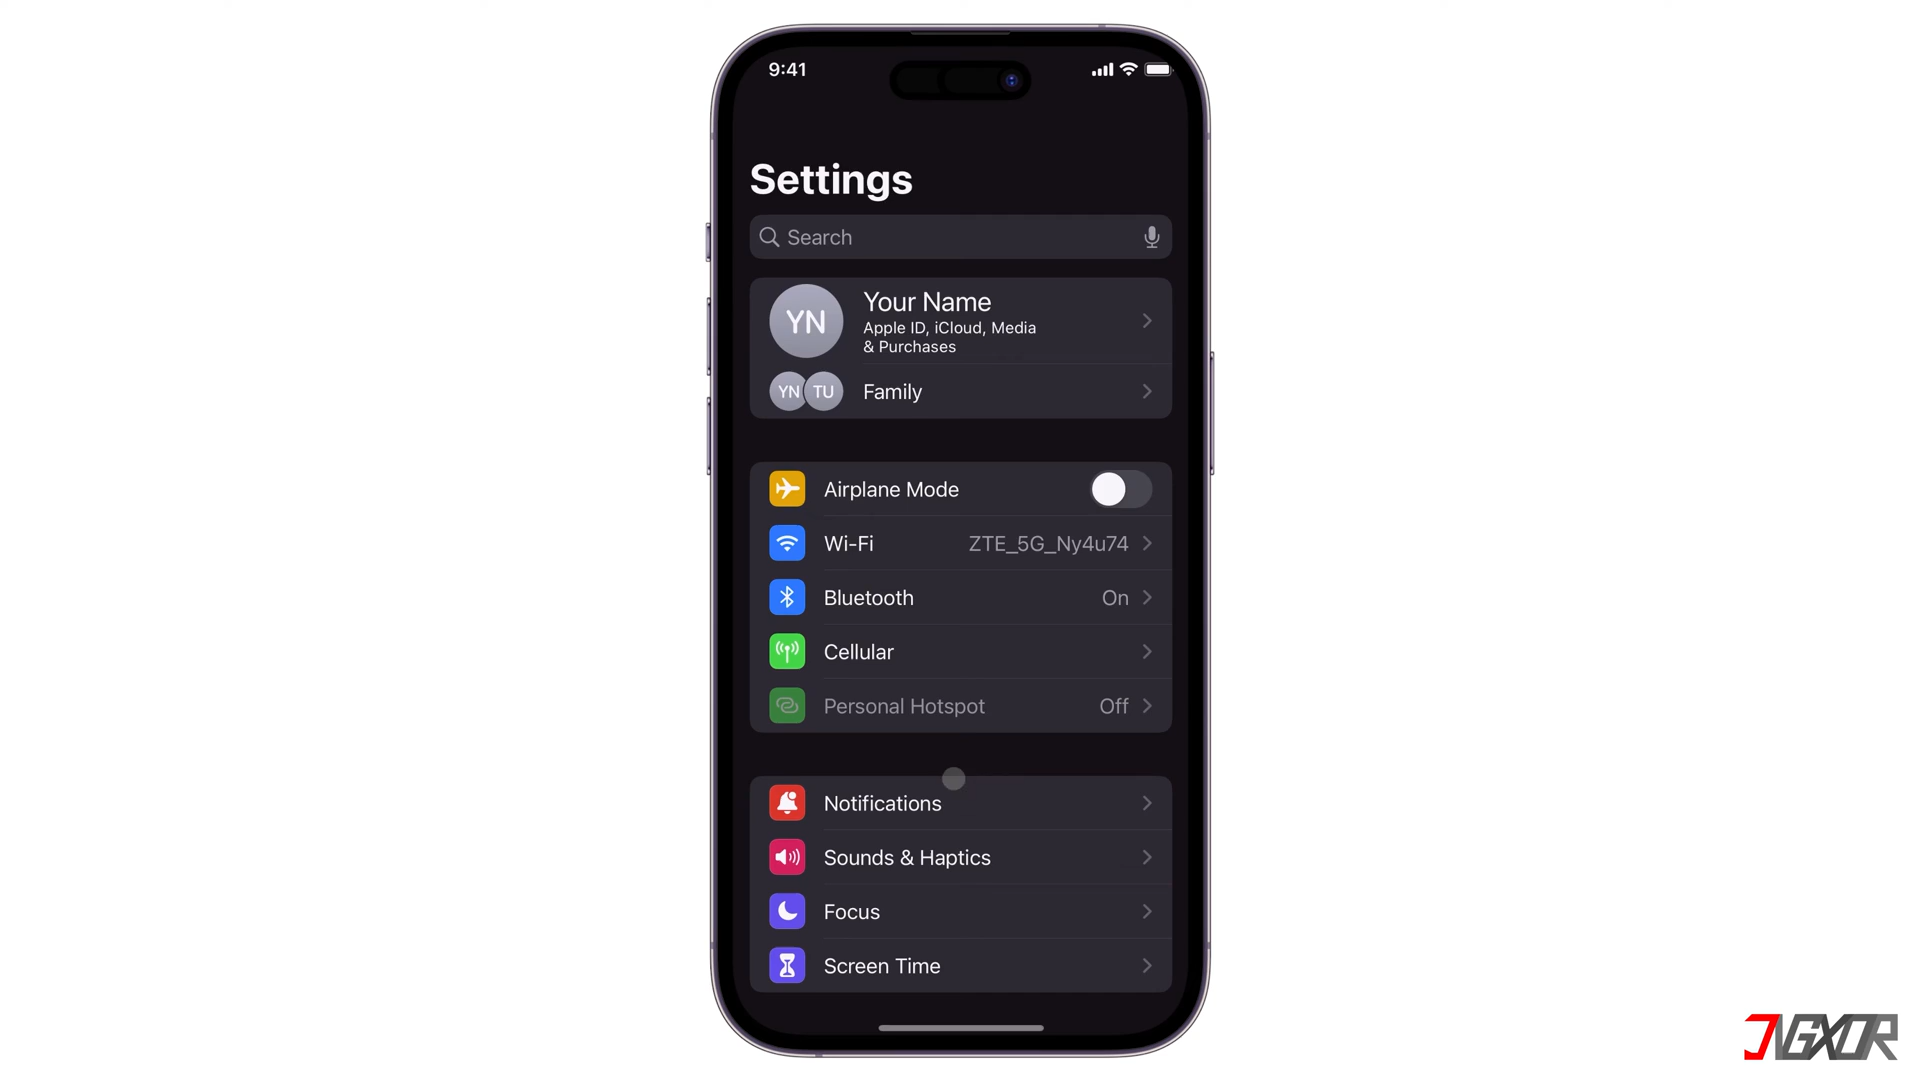 9:41
Settings
Search
YN
Your Name
Apple ID, iCloud, Media
& Purchases
YN TU Family
Airplane Mode
Wi-Fi ZTE_5G_Ny4u74
Bluetooth On
Cellular
Personal Hotspot Off
Notifications
Sounds & Haptics
Focus
Screen Time
JVGXOR